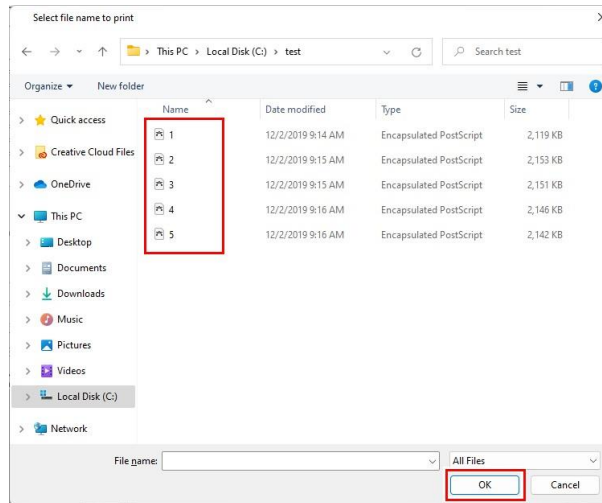 Select file name to print
This PC > Local Disk (C:) > test
Search test
Organize
New folder
Name Date modified Type Size
Quick access
Creative Cloud Files
OneDrive
This PC
Desktop
Documents
Downloads
Music
Pictures
Videos
Local Disk (C:)
Network
1 12/2/2019 9:14 AM Encapsulated PostScript 2,119 KB
2 12/2/2019 9:15 AM Encapsulated PostScript 2,153 KB
3 12/2/2019 9:15 AM Encapsulated PostScript 2,151 KB
4 12/2/2019 9:16 AM Encapsulated PostScript 2,146 KB
5 12/2/2019 9:16 AM Encapsulated PostScript 2,142 KB
File name:
All Files
OK Cancel